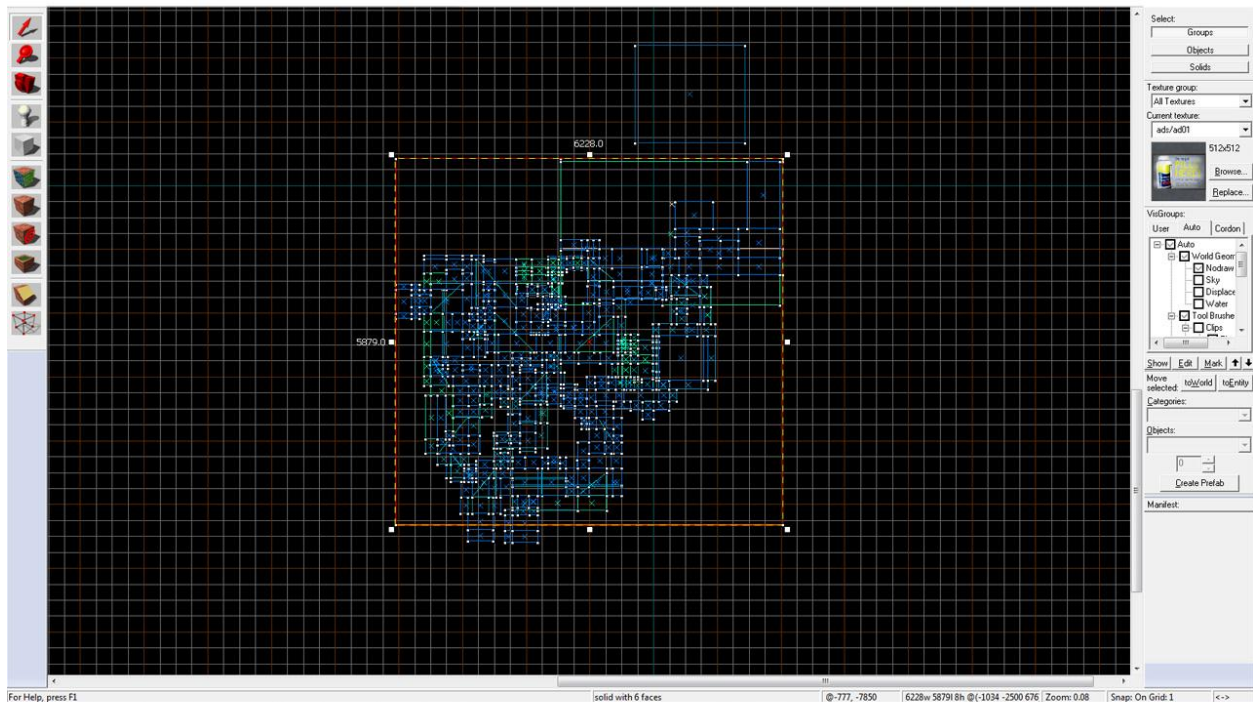 Select:
Groups
Objects
Solids
Texture group:
All Textures
Current texture:
ads/ad01
512x512
Browse...
Replace...
VisGroups:
User Auto Cordon
Auto
World Geom
Nodraw
Sky
Displace
Water
Tool Brushe
Clips
Show Edit Mark
Move
selected: toWorld toEntity
Categories:
Objects:
0
Create Prefab
Manifest:
6228.0
5879.0
For Help, press F1
solid with 6 faces
@-777, -7850
6228w 5879l 8h @(-1034 -2500 676
Zoom: 0.08
Snap: On Grid: 1
<->